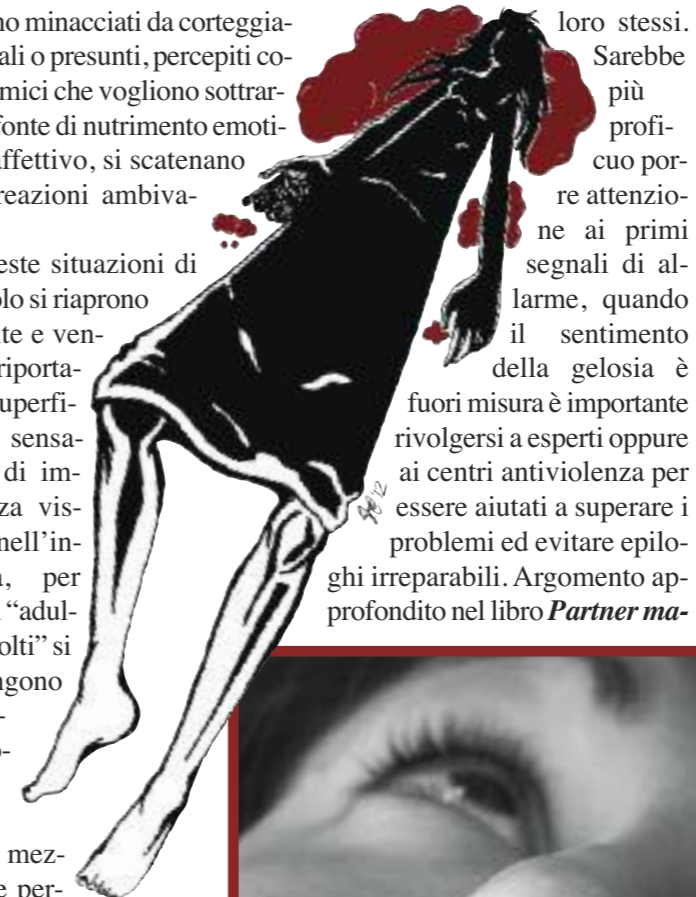 no minacciati da corteggia-
ali o presunti, percepiti co-
mici che vogliono sottrar-
fonte di nutrimento emoti-
affettivo, si scatenano
reazioni ambiva-
este situazioni di
olo si riaprono
te e ven-
riporta-
uperfi-
sensa-
di im-
za vis-
nell’in-
, per
“adul-
olti” si
ngono
-
-
mez-
e per-
loro stessi.
Sarebbe
più
profi-
cuo por-
re attenzio-
ne ai primi
segnali di al-
larme, quando
il sentimento
della gelosia è
fuori misura è importante
rivolgersi a esperti oppure
ai centri antiviolenza per
essere aiutati a superare i
problemi ed evitare epilo-
ghi irreparabili. Argomento ap-
profondito nel libro Partner ma-